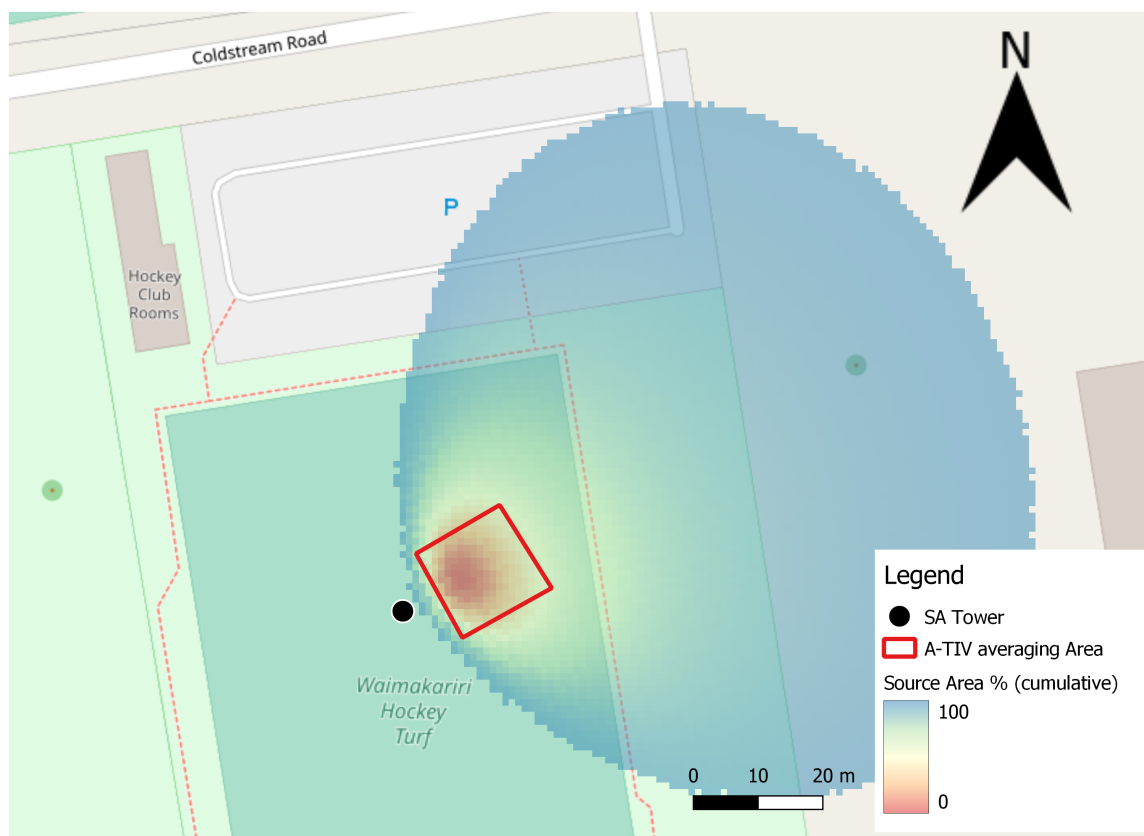 Coldstream Road
N
P
Hockey
Club
Rooms
Waimakariri
Hockey
Turf
0 10 20 m
Legend
SA Tower
A-TIV averaging Area
Source Area % (cumulative)
100
0